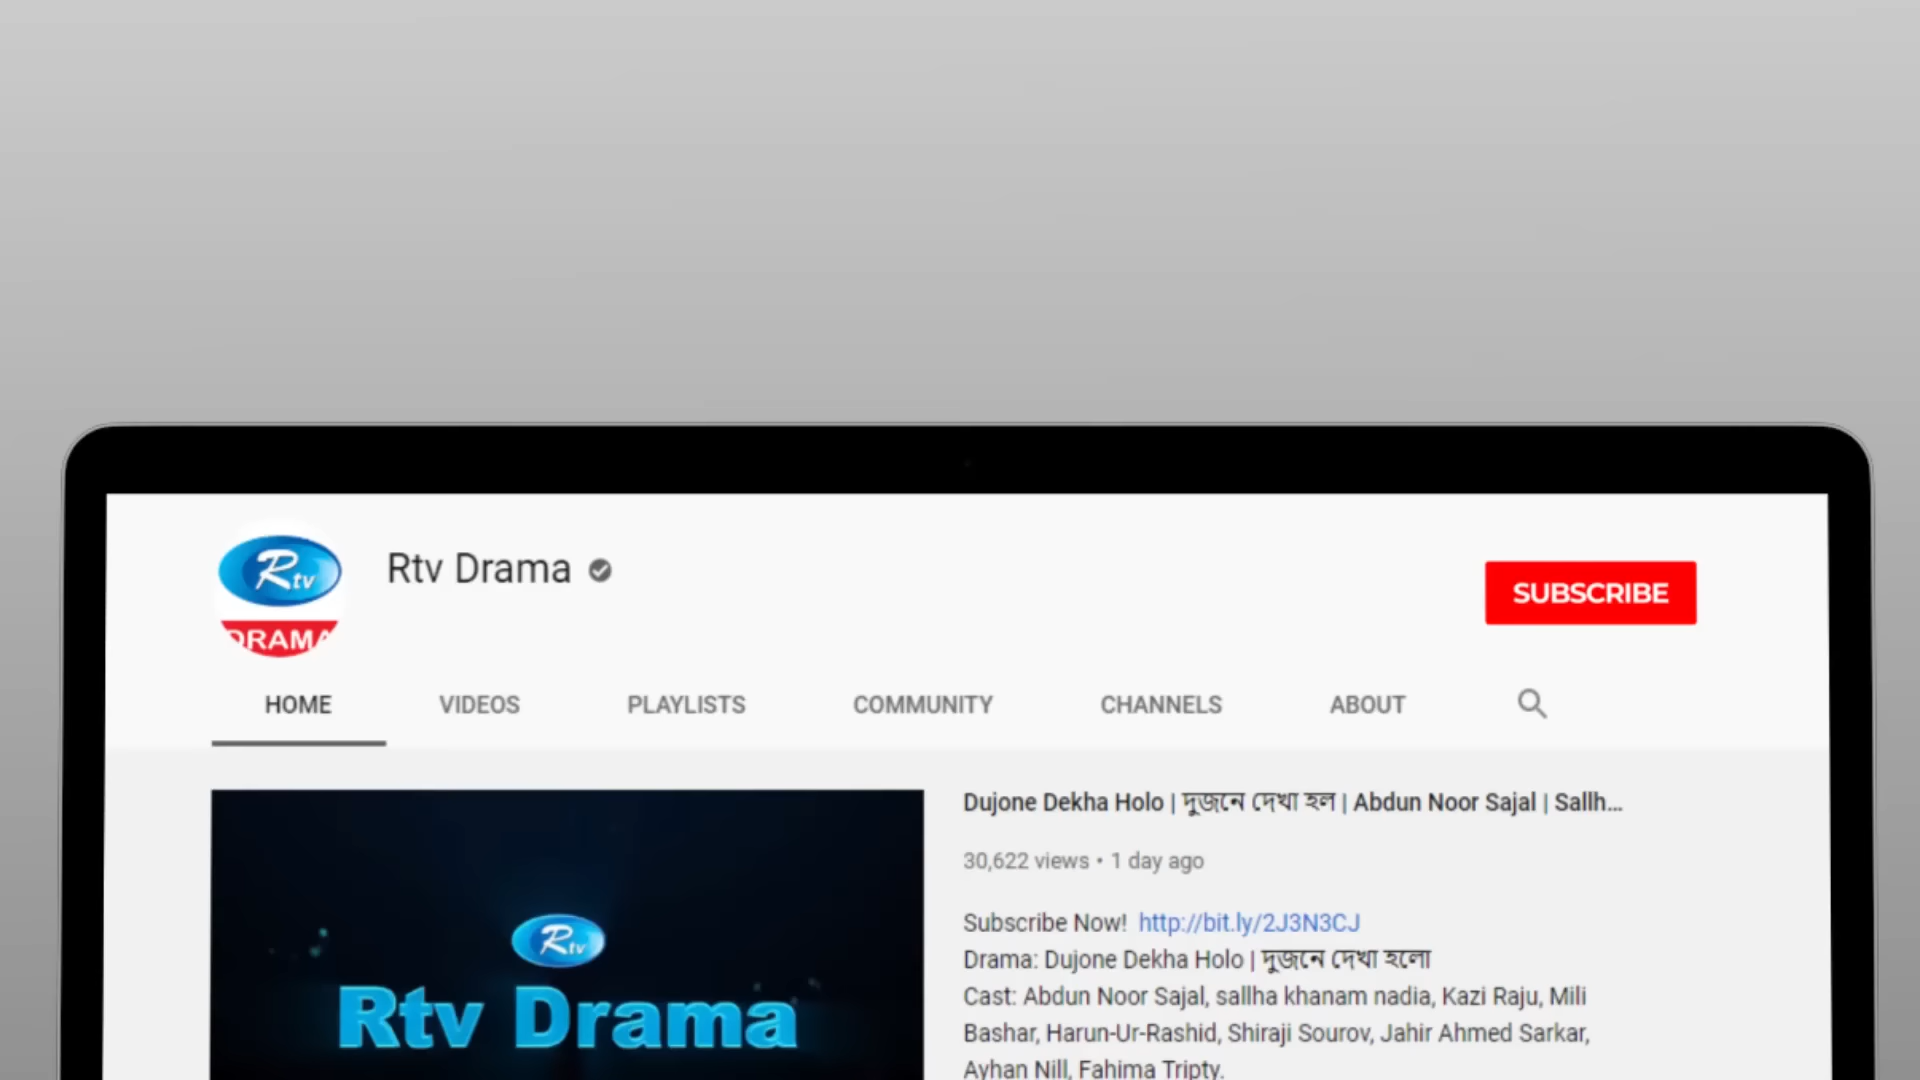 Rtv
DRAMA
Rtv Drama
SUBSCRIBE
HOME
VIDEOS
PLAYLISTS
COMMUNITY
CHANNELS
ABOUT
Rtv
Rtv Drama
Dujone Dekha Holo | দুজনে দেখা হল | Abdun Noor Sajal | Sallh...
30,622 views • 1 day ago
Subscribe Now! http://bit.ly/2J3N3CJ
Drama: Dujone Dekha Holo | দুজনে দেখা হলো
Cast: Abdun Noor Sajal, sallha khanam nadia, Kazi Raju, Mili
Bashar, Harun-Ur-Rashid, Shiraji Sourov, Jahir Ahmed Sarkar,
Ayhan Nill, Fahima Tripty.